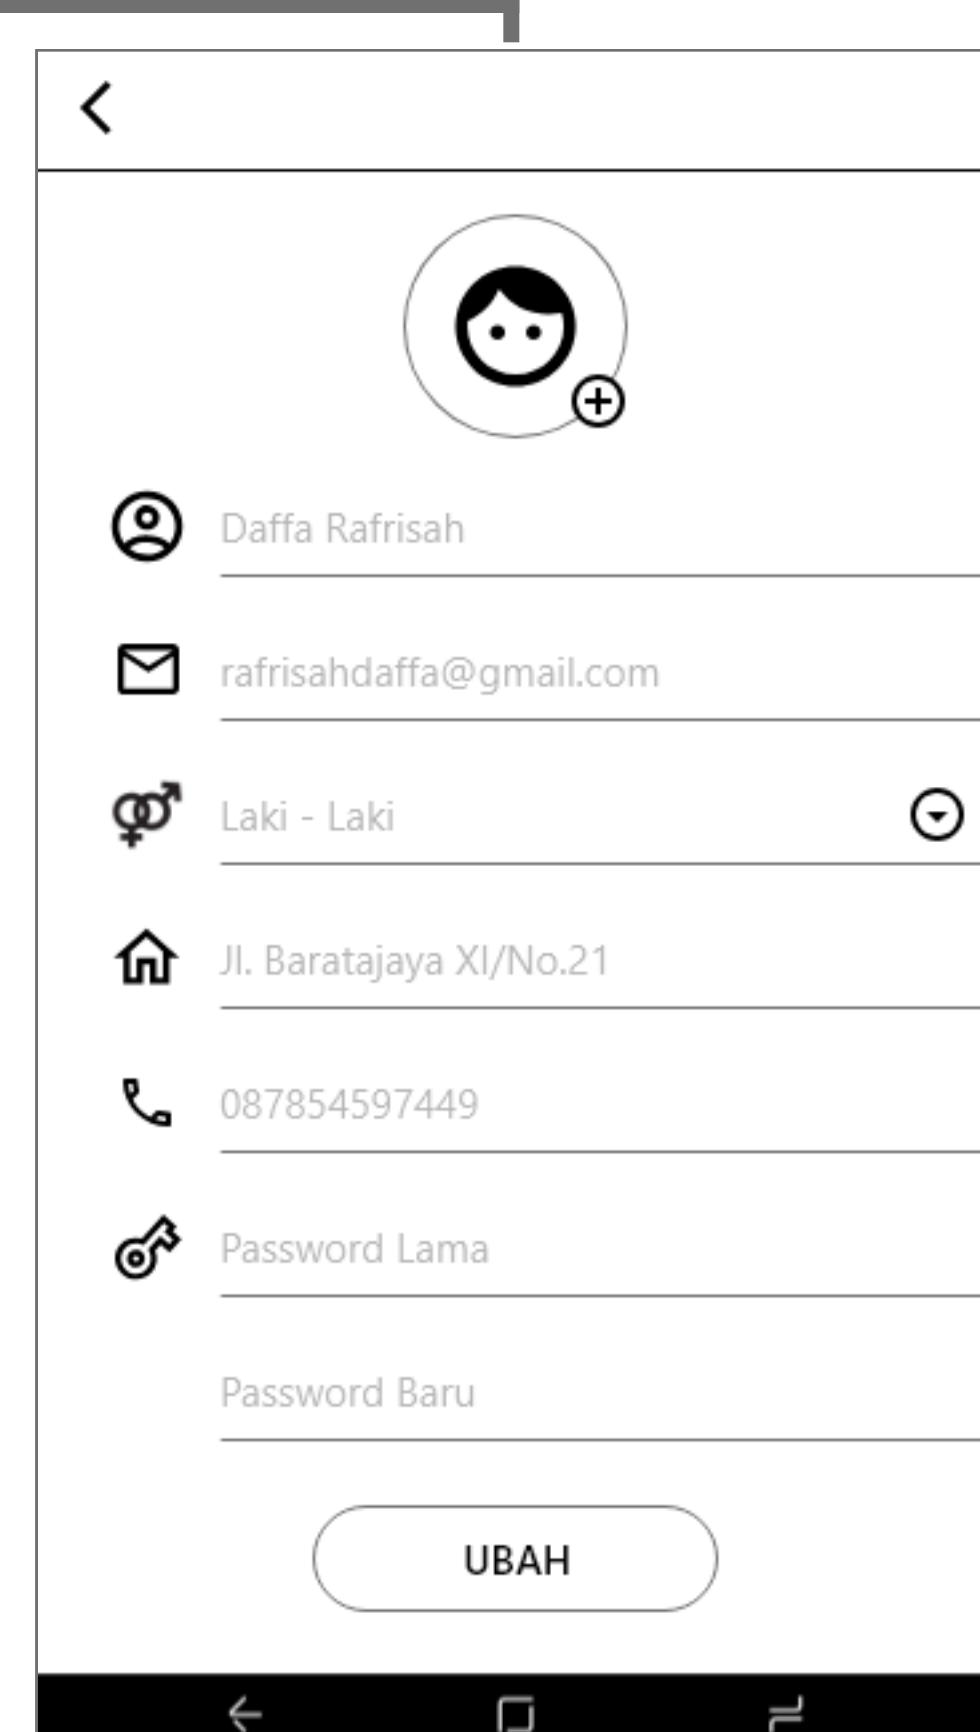 Daffa Rafrisah
rafrisahdaffa@gmail.com
Laki - Laki
Jl. Baratajaya XI/No.21
087854597449
Password Lama
Password Baru
UBAH